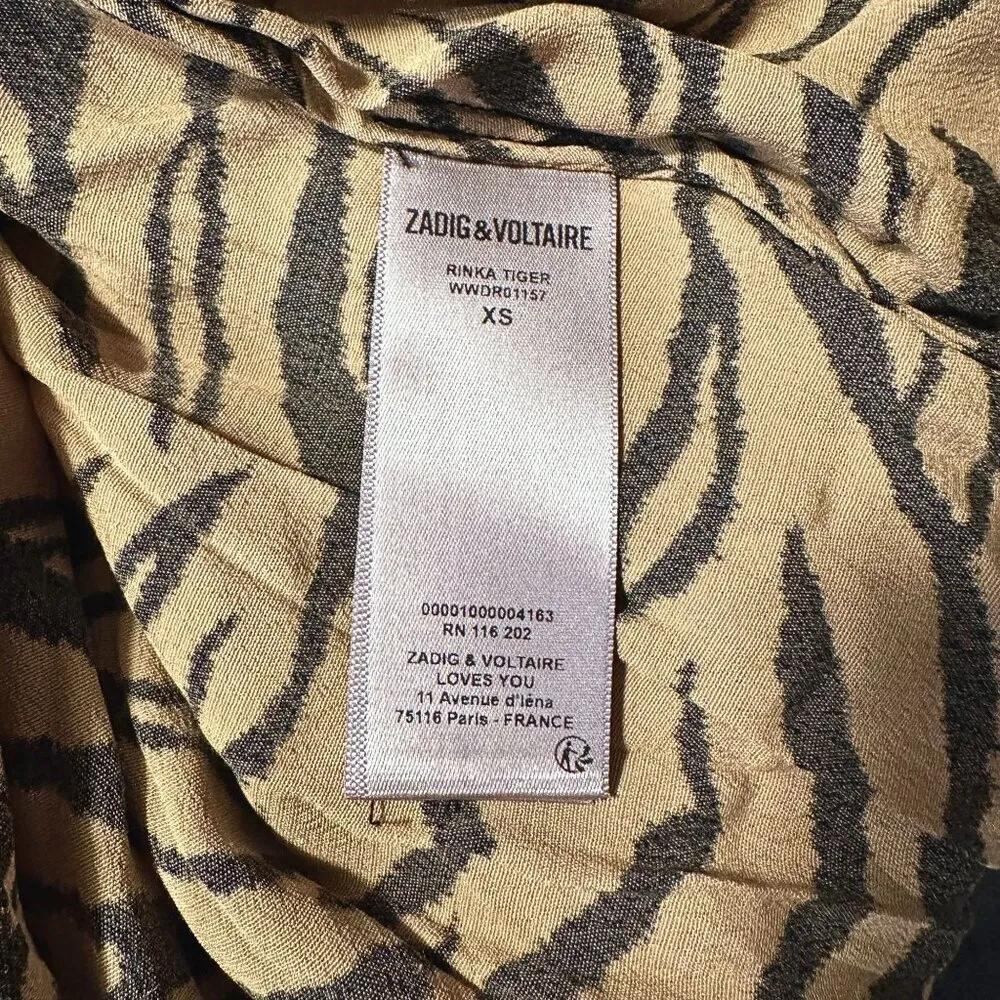 ZADIG&VOLTAIRE
RINKA TIGER
WWDR01157
XS
00001000004163
RN 116 202
ZADIG & VOLTAIRE
LOVES YOU
11 Avenue d'Iéna
75116 Paris - FRANCE